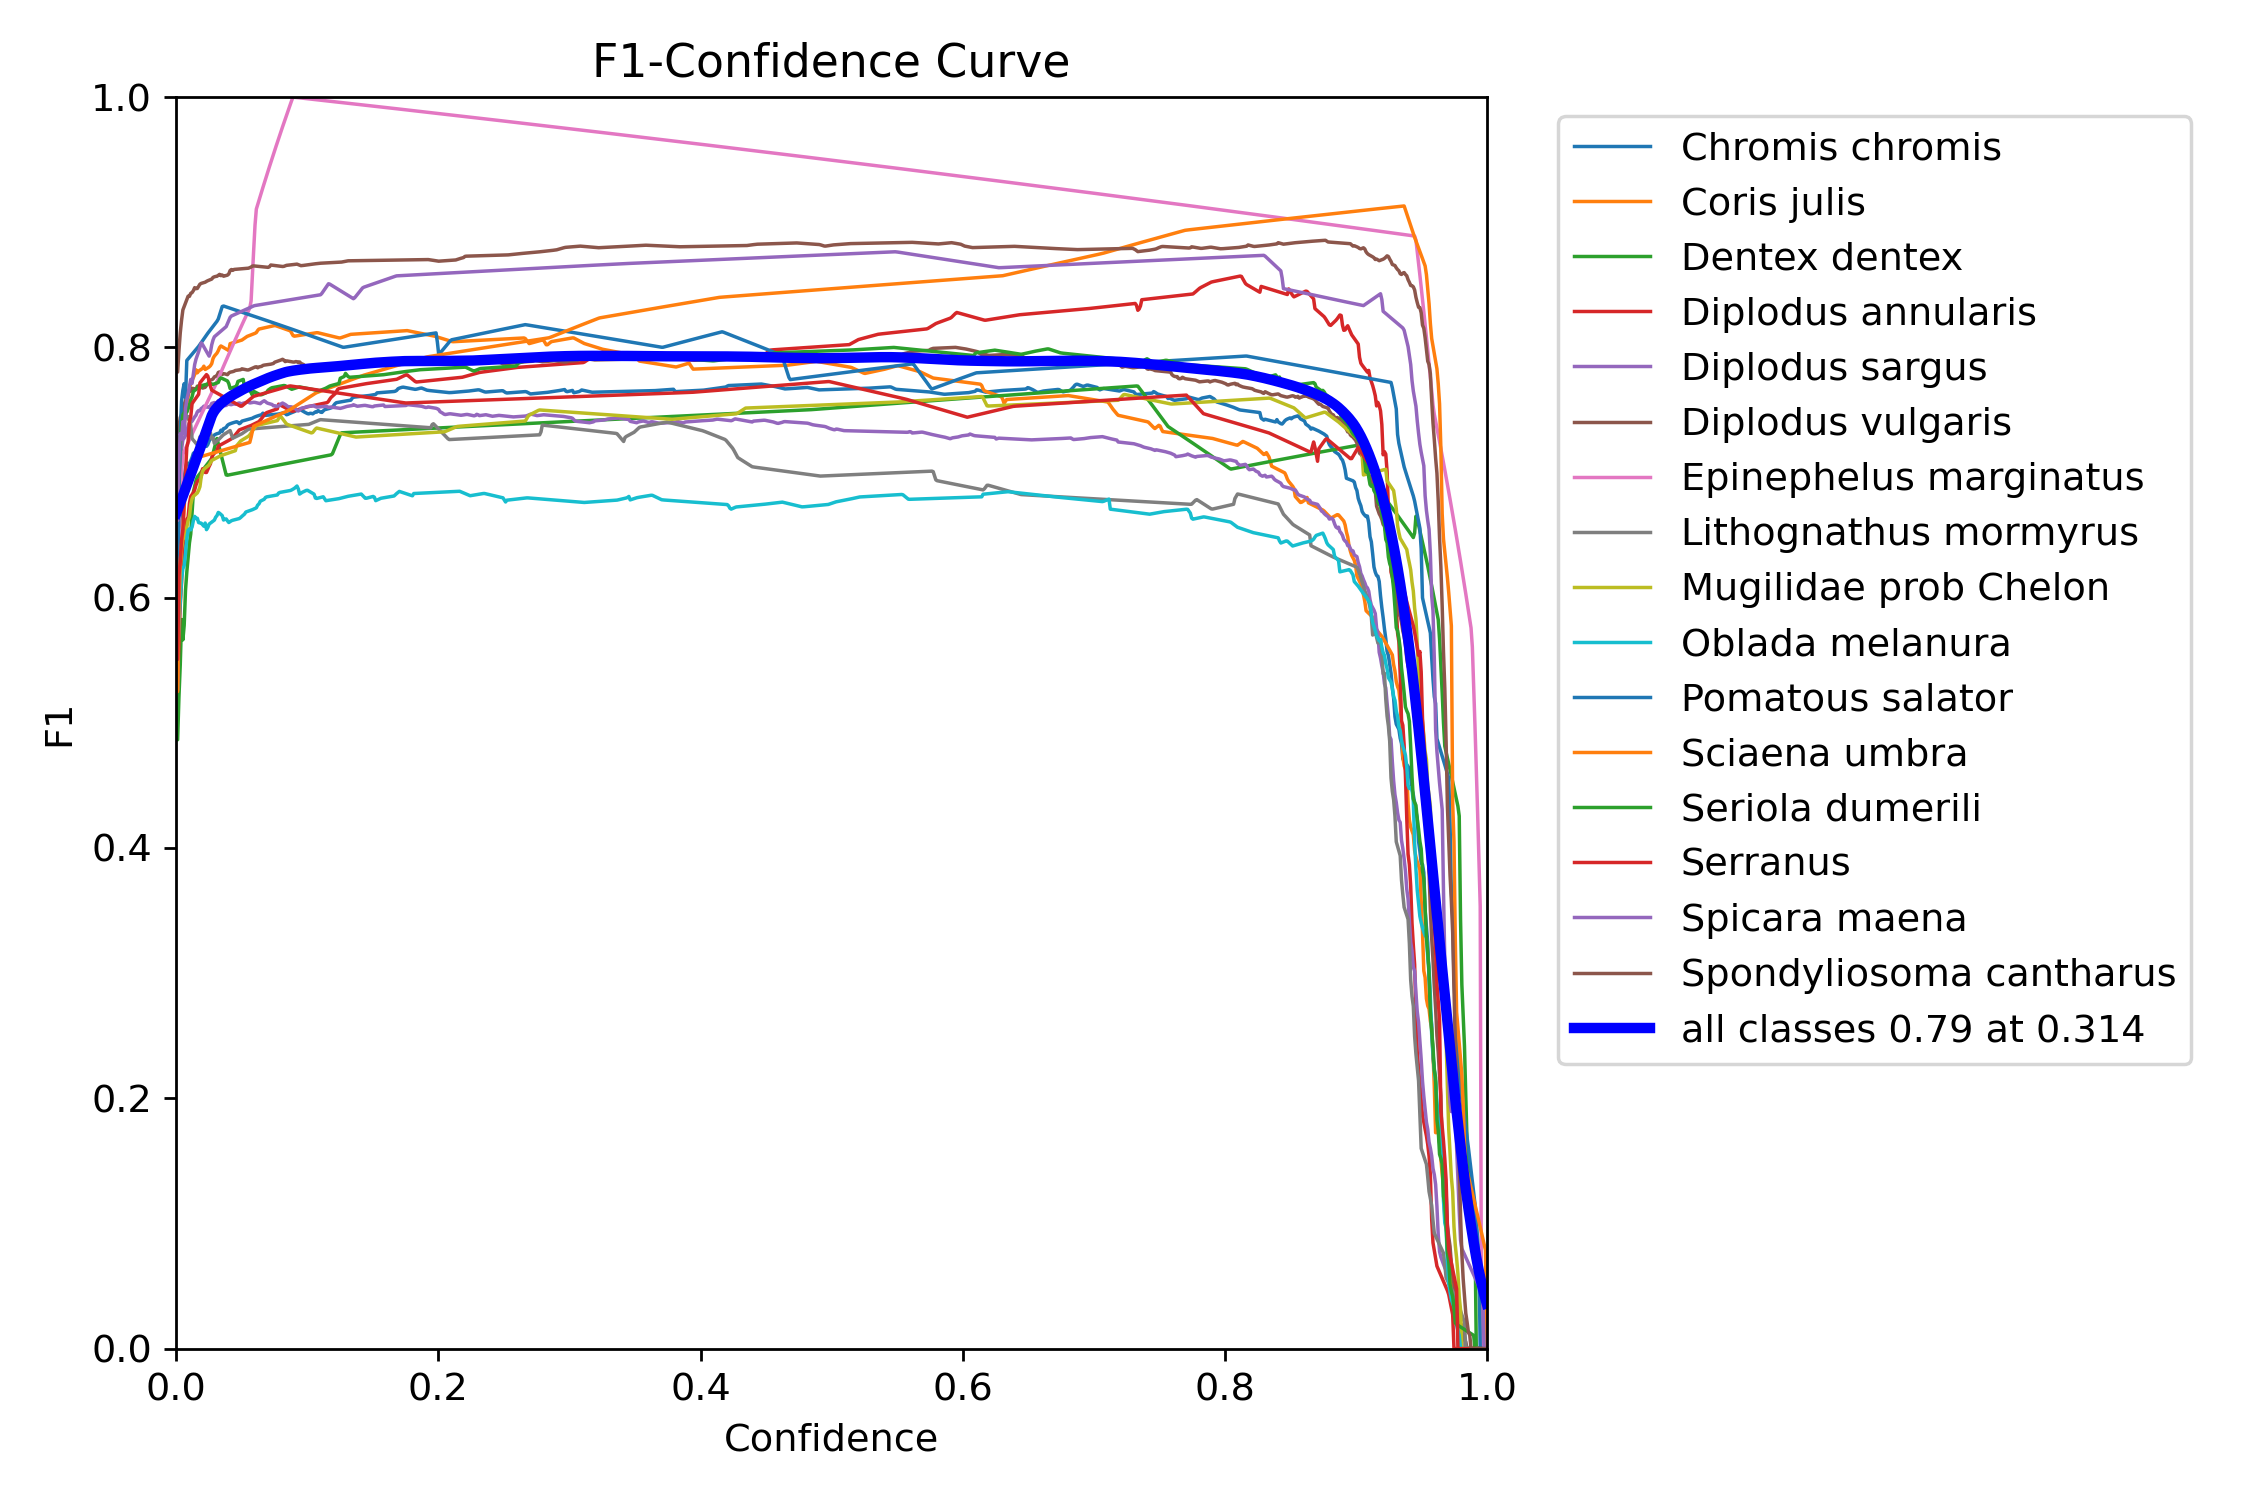 F1-Confidence Curve
1.0
0.8
0.6
0.4
0.2
0.0
F1
0.0 0.2 0.4 0.6 0.8 1.0
Confidence
Chromis chromis
Coris julis
Dentex dentex
Diplodus annularis
Diplodus sargus
Diplodus vulgaris
Epinephelus marginatus
Lithognathus mormyrus
Mugilidae prob Chelon
Oblada melanura
Pomatous salator
Sciaena umbra
Seriola dumerili
Serranus
Spicara maena
Spondyliosoma cantharus
all classes 0.79 at 0.314